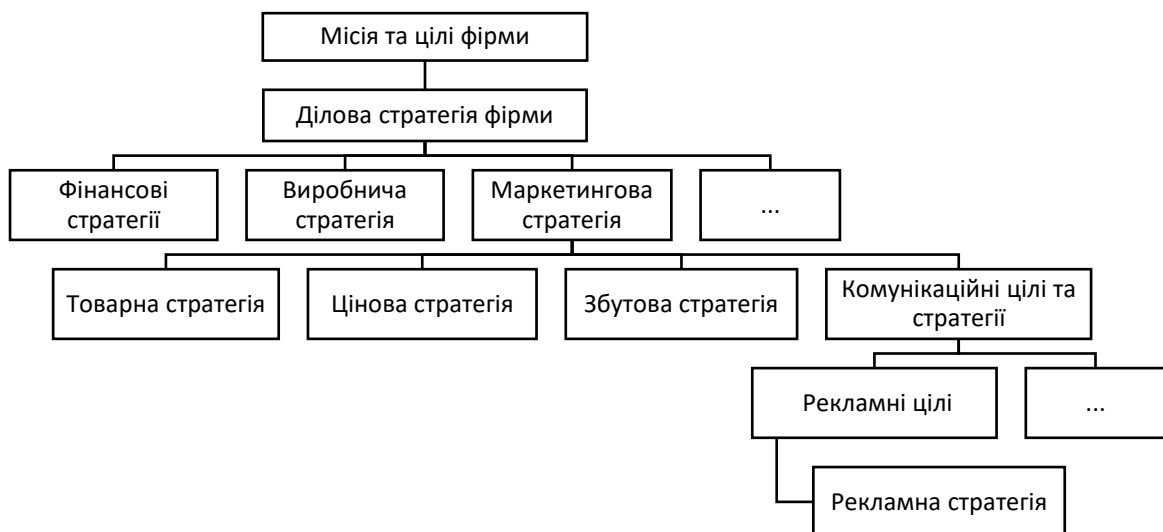 Місія та цілі фірми
Ділова стратегія фірми
Фінансові
стратегії
Виробнича
стратегія
Маркетингова
стратегія
...
Товарна стратегія
Цінова стратегія
Збутова стратегія
Комунікаційні цілі та
стратегії
Рекламні цілі
...
Рекламна стратегія